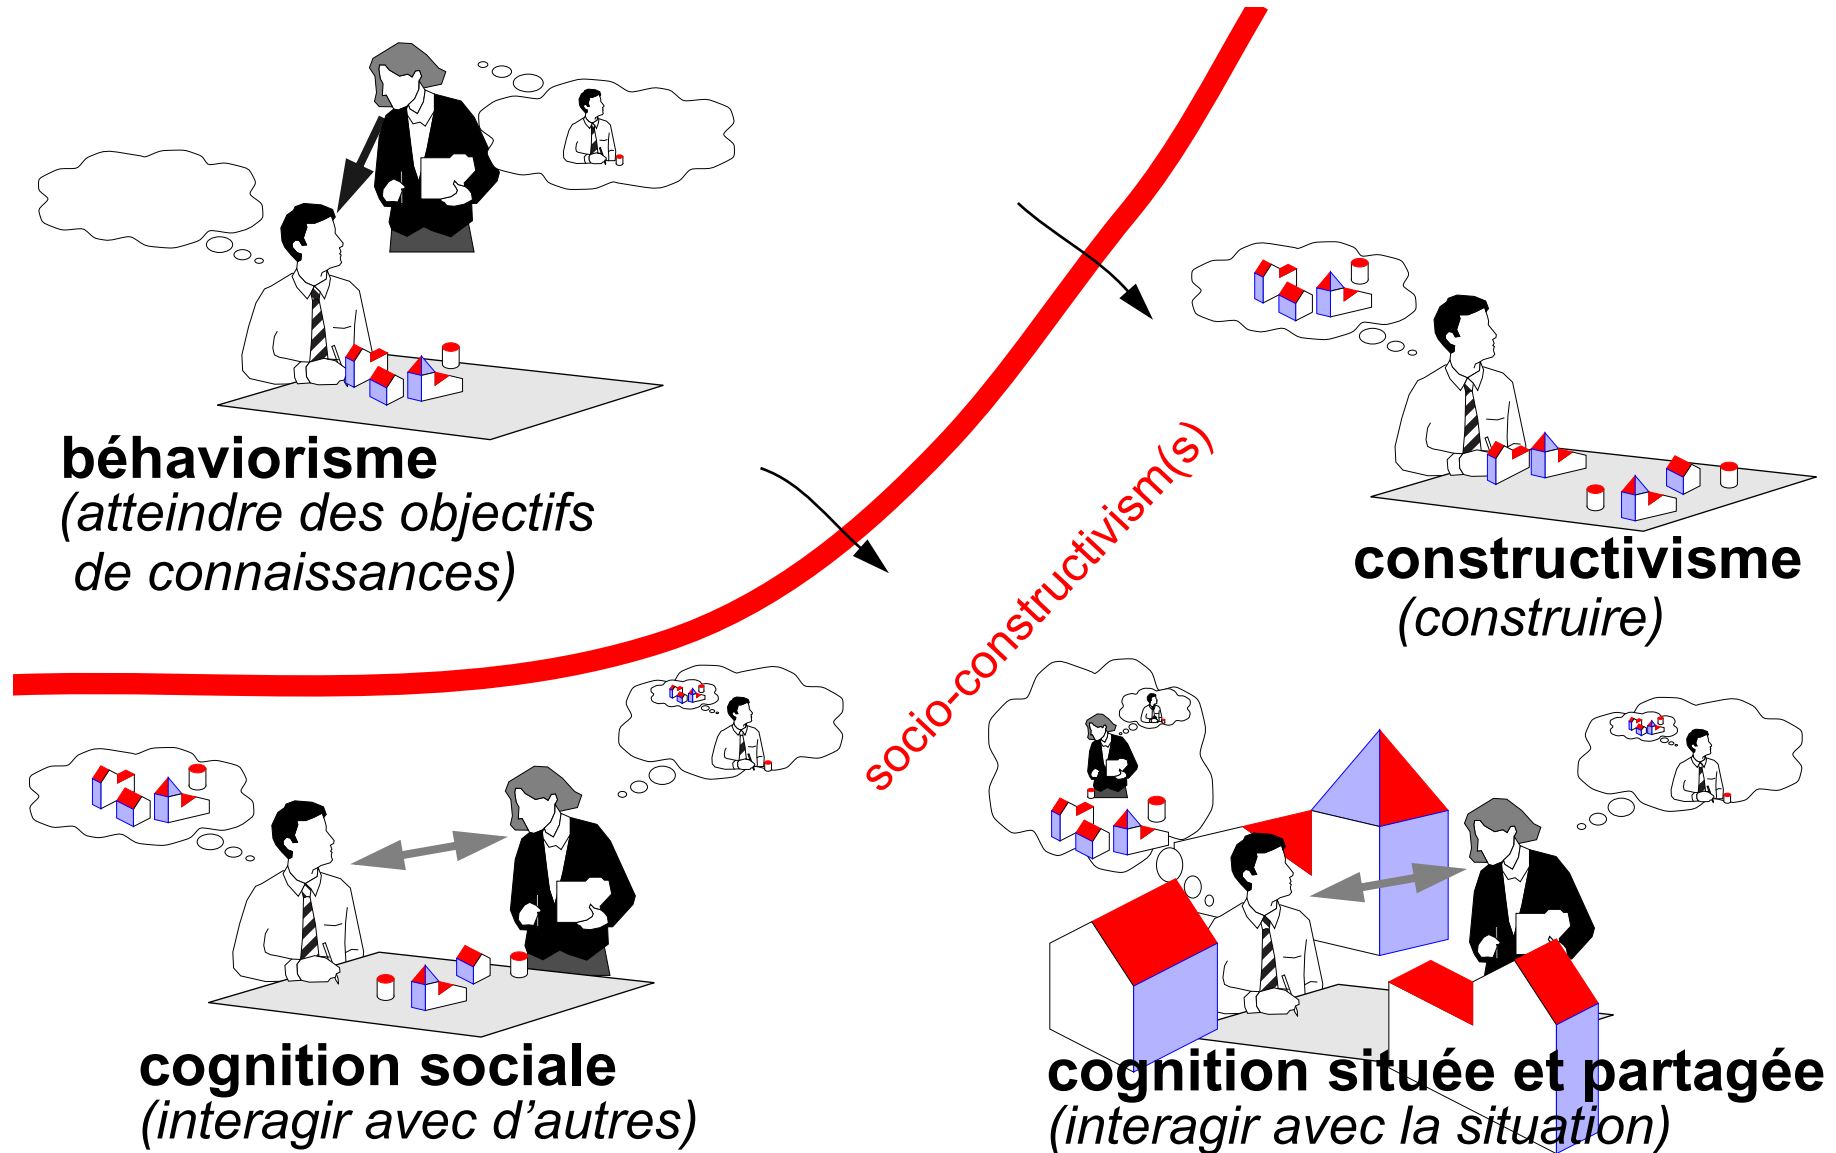 béhaviorisme
(atteindre des objectifs
de connaissances)
constructivisme
(construire)
socio-constructivism(s)
cognition sociale
(interagir avec d’autres)
cognition située et partagée
(interagir avec la situation)